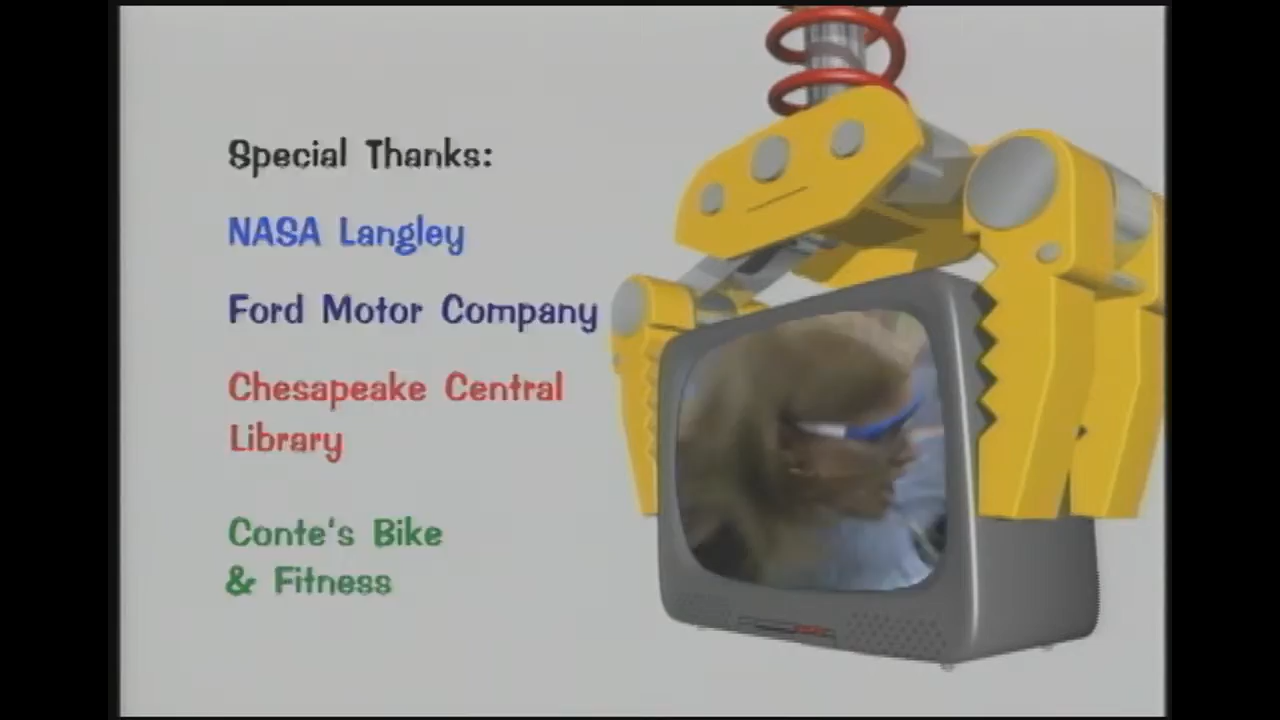 Special Thanks:
NASA Langley
Ford Motor Company
Chesapeake Central
Library
Conte's Bike
& Fitness